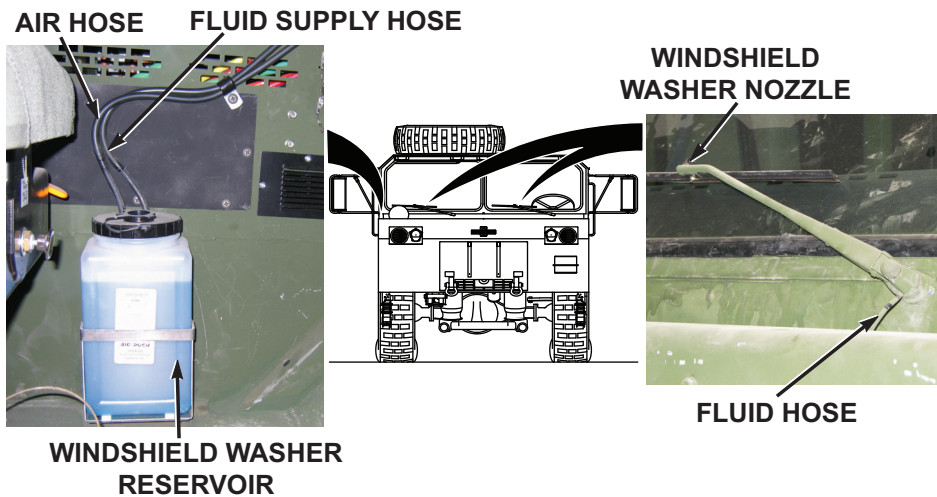 AIR HOSE
FLUID SUPPLY HOSE
WINDSHIELD
WASHER NOZZLE
FLUID HOSE
WINDSHIELD WASHER
RESERVOIR